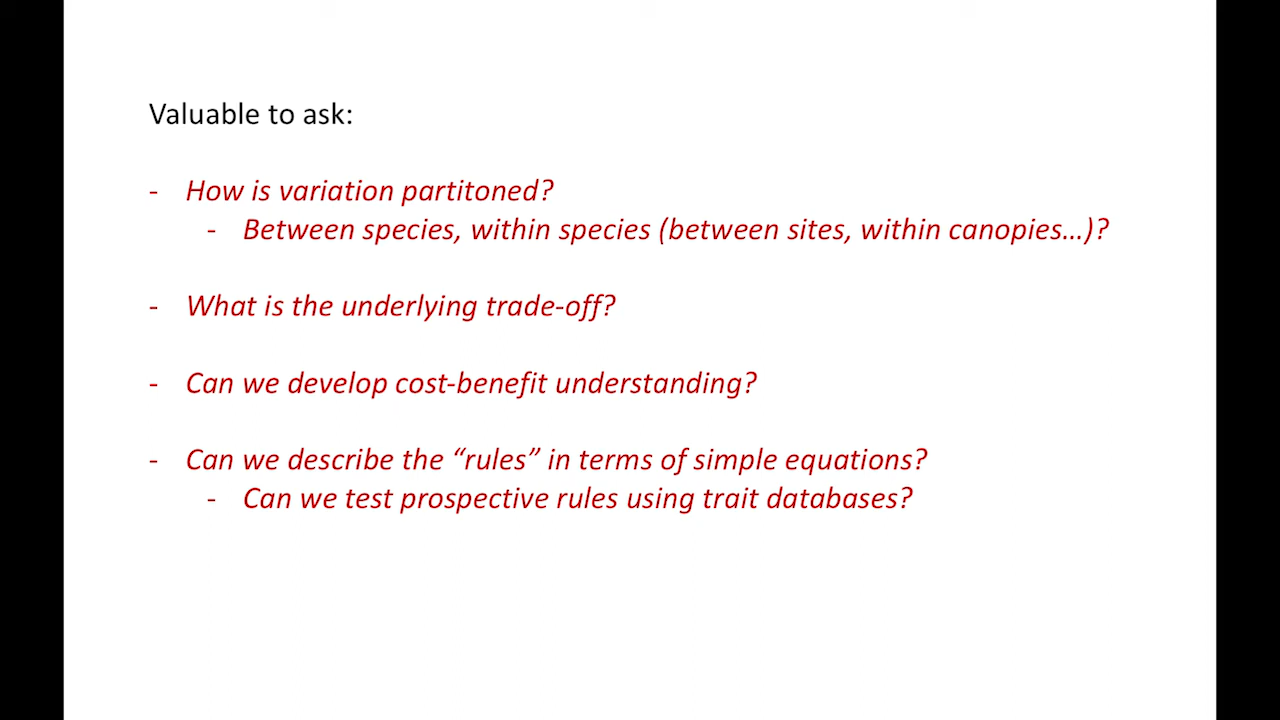 Valuable to ask:
- How is variation partitoned?
- Between species, within species (between sites, within canopies…)?
- What is the underlying trade-off?
- Can we develop cost-benefit understanding?
- Can we describe the “rules” in terms of simple equations?
- Can we test prospective rules using trait databases?